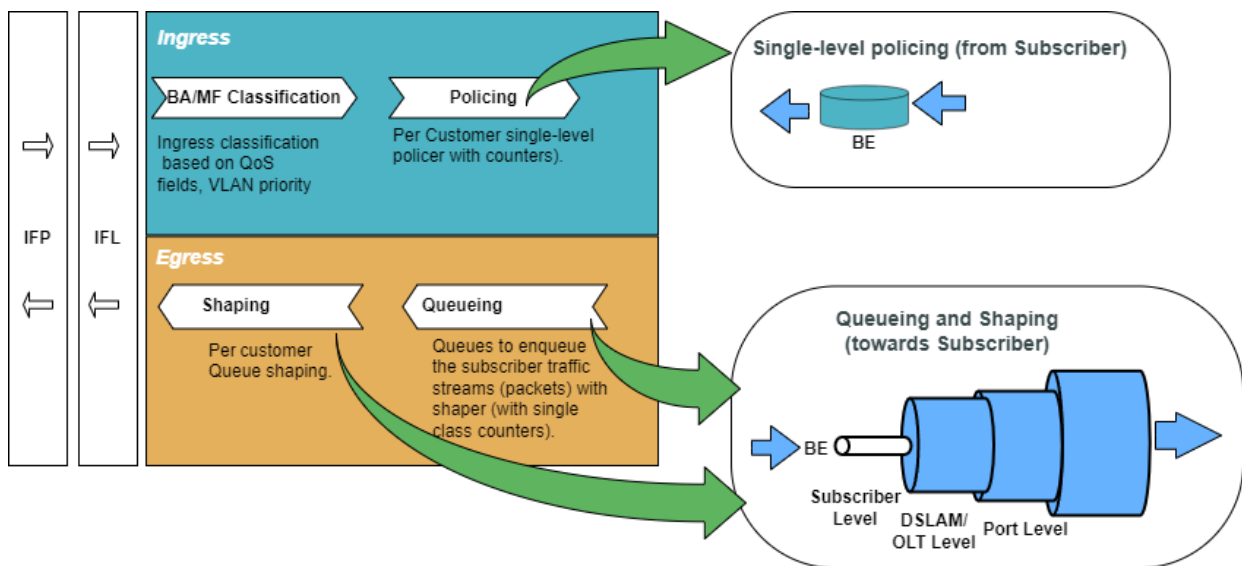 IFP
IFL
Ingress
BA/MF Classification
Ingress classification
based on QoS
fields, VLAN priority
Policing
Per Customer single-level
policer with counters).
Egress
Shaping
Per customer
Queue shaping.
Queueing
Queues to enqueue
the subscriber traffic
streams (packets) with
shaper (with single
class counters).
Single-level policing (from Subscriber)
BE
Queueing and Shaping
(towards Subscriber)
BE
Subscriber
Level
DSLAM/
OLT Level
Port Level